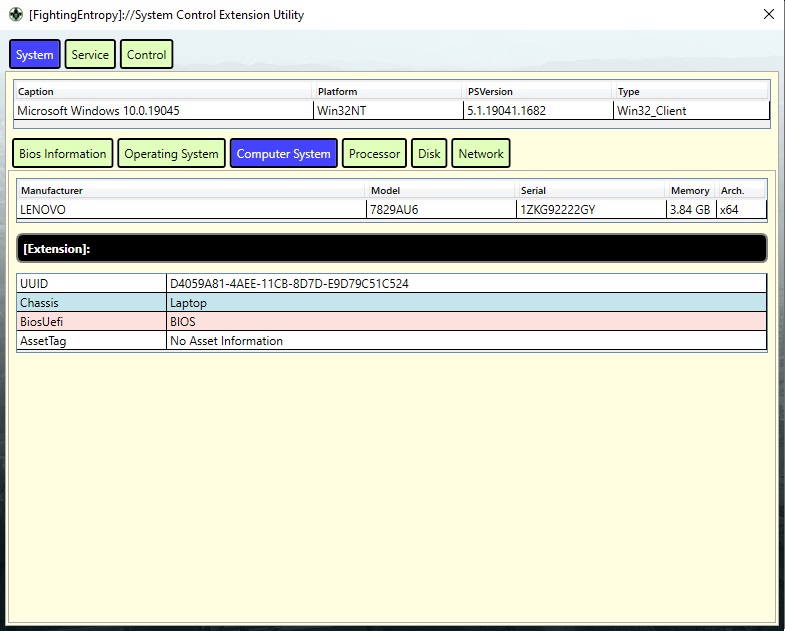 [FightingEntropy]://System Control Extension Utility
System Service Control
Caption Platform PSVersion Type
Microsoft Windows 10.0.19045 Win32NT 5.1.19041.1682 Win32_Client
Bios Information Operating System Computer System Processor Disk Network
Manufacturer Model Serial Memory Arch.
LENOVO 7829AU6 1ZKG92222GY 3.84 GB x64
[Extension]:
UUID D4059A81-4AEE-11CB-8D7D-E9D79C51C524
Chassis Laptop
BiosUefi BIOS
AssetTag No Asset Information